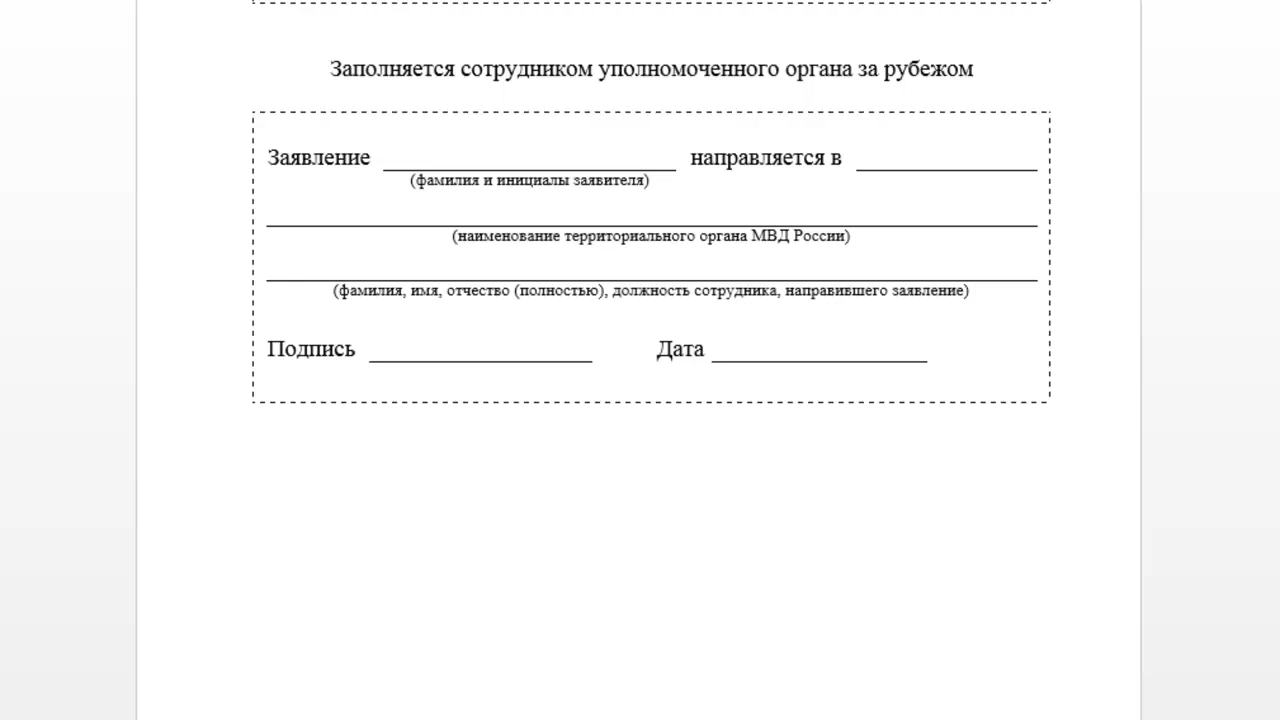 Заполняется сотрудником уполномоченного органа за рубежом
Заявление направляется в
(фамилия и инициалы заявителя)
(наименование территориального органа МВД России)
(фамилия, имя, отчество (полностью), должность сотрудника, направившего заявление)
Подпись Дата